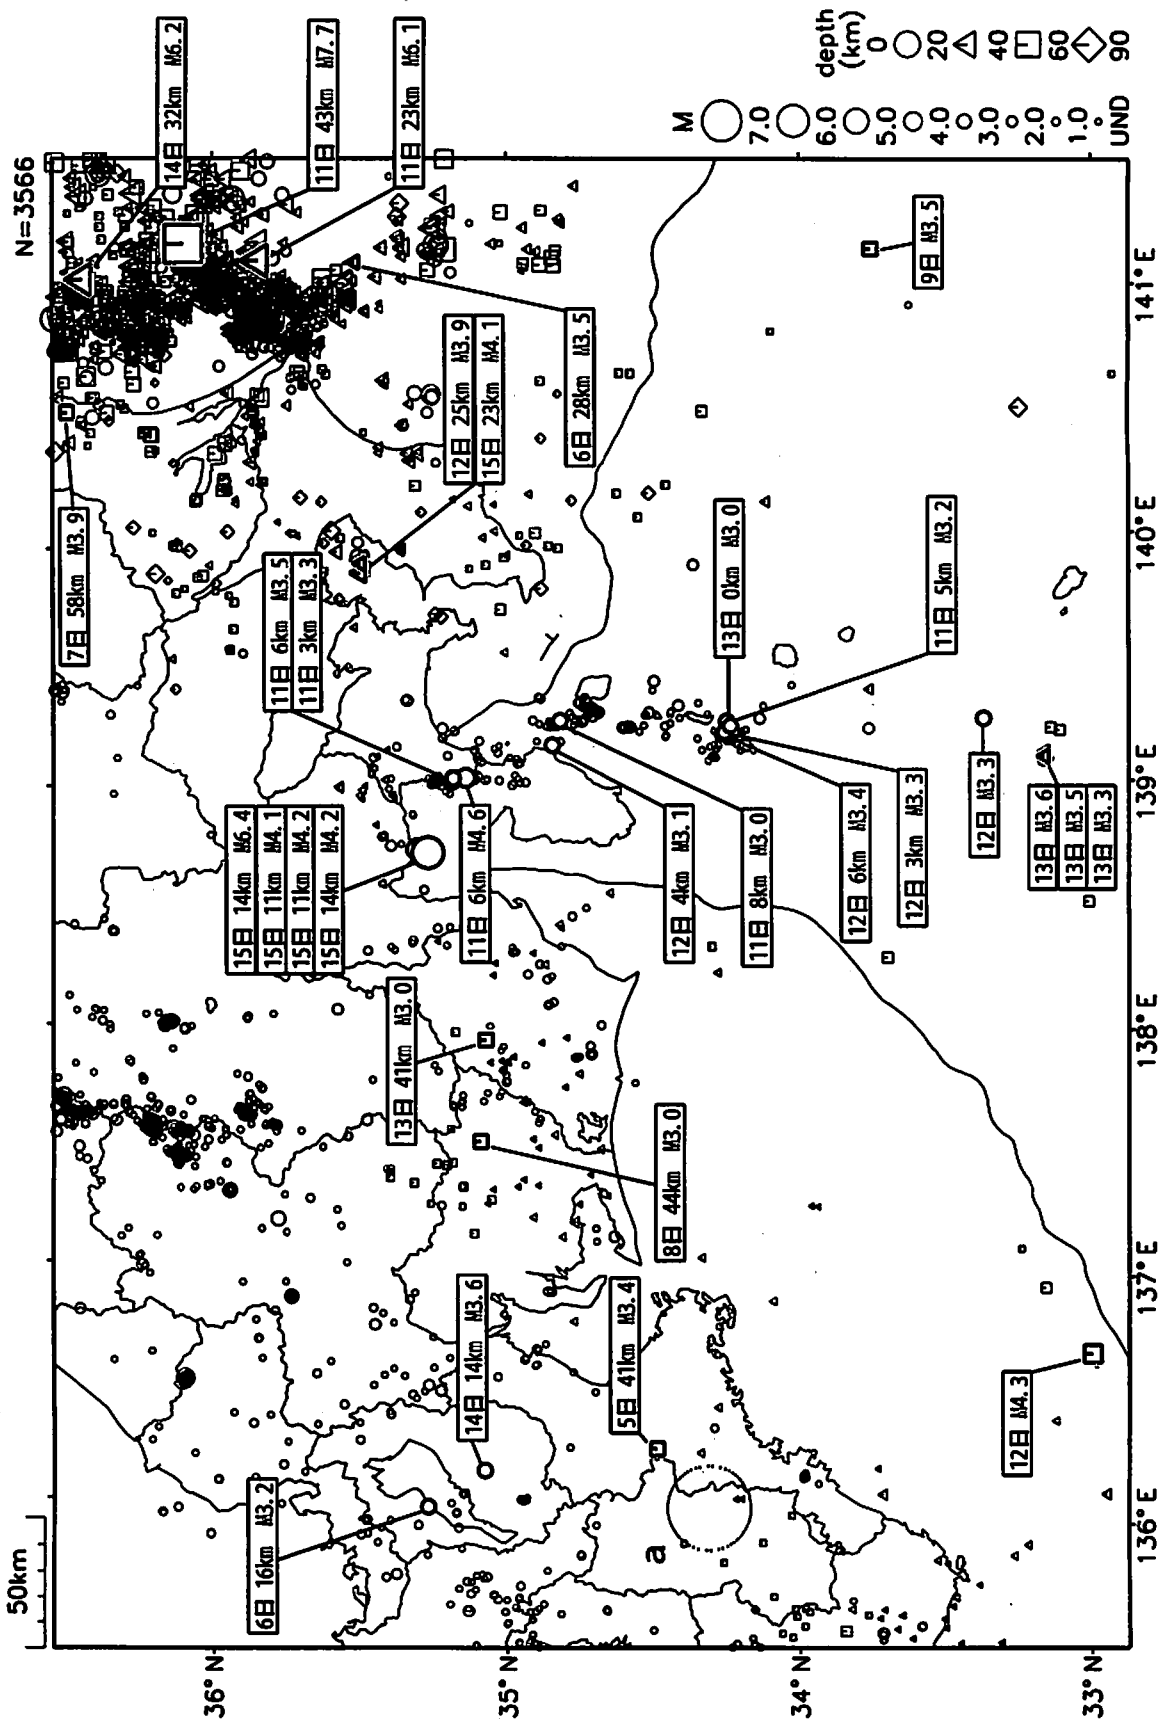 50km
N=3566
14日 32km M6.2
11日 43km M7.7
11日 23km M6.1
7日 58km M3.9
12日 25km M3.9
15日 23km M4.1
6日 28km M3.5
11日 6km M3.5
11日 3km M3.3
15日 14km M6.4
15日 11km M4.1
15日 11km M4.2
15日 14km M4.2
11日 6km M4.6
13日 41km M3.0
8日 44km M3.0
14日 14km M3.6
6日 16km M3.2
5日 41km M3.4
a
12日 4km M3.1
11日 8km M3.0
12日 6km M3.4
12日 3km M3.3
13日 0km M3.0
11日 5km M3.2
9日 M3.5
12日 M3.3
13日 M3.6
13日 M3.5
13日 M3.3
12日 M4.3
36°N
35°N
34°N
33°N
136°E
137°E
138°E
139°E
140°E
141°E
M
7.0
6.0
5.0
4.0
3.0
2.0
1.0
UND
depth
(km)
0
20
40
60
90